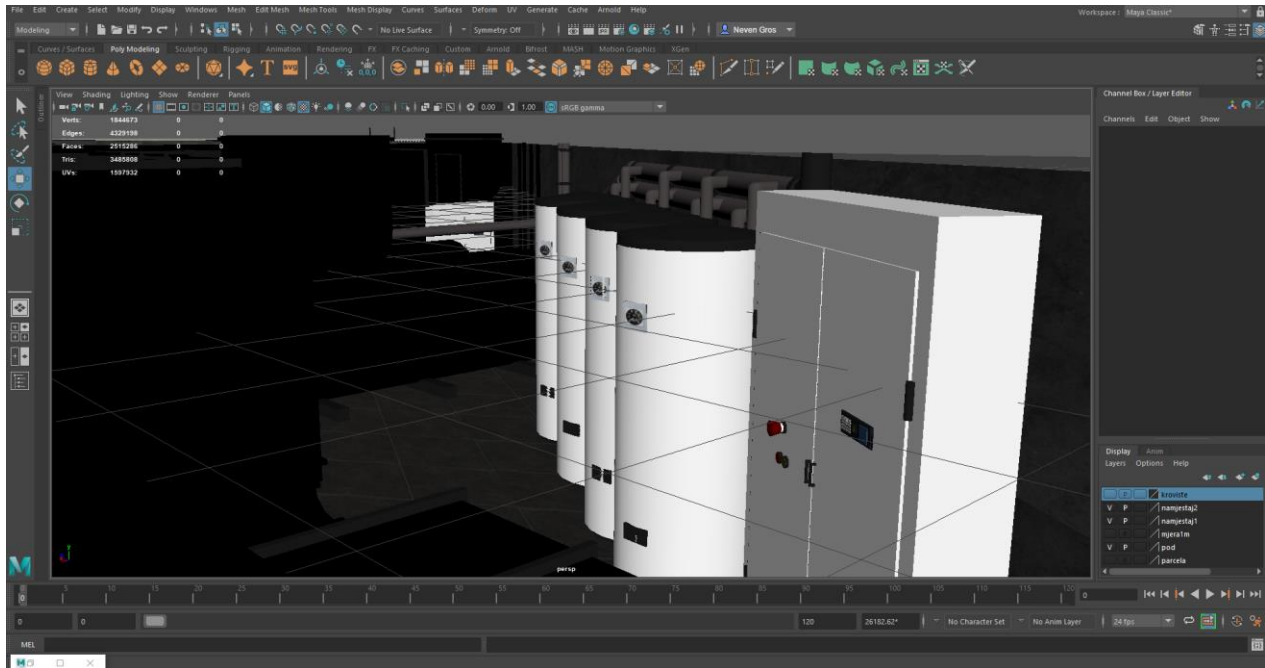 File Edit Create Select Modify Display Windows Mesh Edit Mesh Mesh Tools Mesh Display Curves Surfaces Deform UV Generate Cache Arnold Help
Workspace : Maya Classic*
Modeling No Live Surface Symmetry: Off Neven Gros
Curves / Surfaces Poly Modeling Sculpting Rigging Animation Rendering FX FX Caching Custom Arnold Bifrost MASH Motion Graphics XGen
View Shading Lighting Show Renderer Panels
0.00 1.00 sRGB gamma
Outliner
Verts: 1844673 0 0
Edges: 4329198 0 0
Faces: 2515286 0 0
Tris: 3485808 0 0
UVs: 1597932 0 0
persp
Channel Box / Layer Editor
Channels Edit Object Show
Display Anim
Layers Options Help
P kroviste
V P namjestaj2
V P namjestaj1
mjera1m
V P pod
parcela
5 10 15 20 25 30 35 40 45 50 55 60 65 70 75 80 85 90 95 100 105 110 115 120
0 0
0 0 120 26182.62* No Character Set No Anim Layer 24 fps
MEL